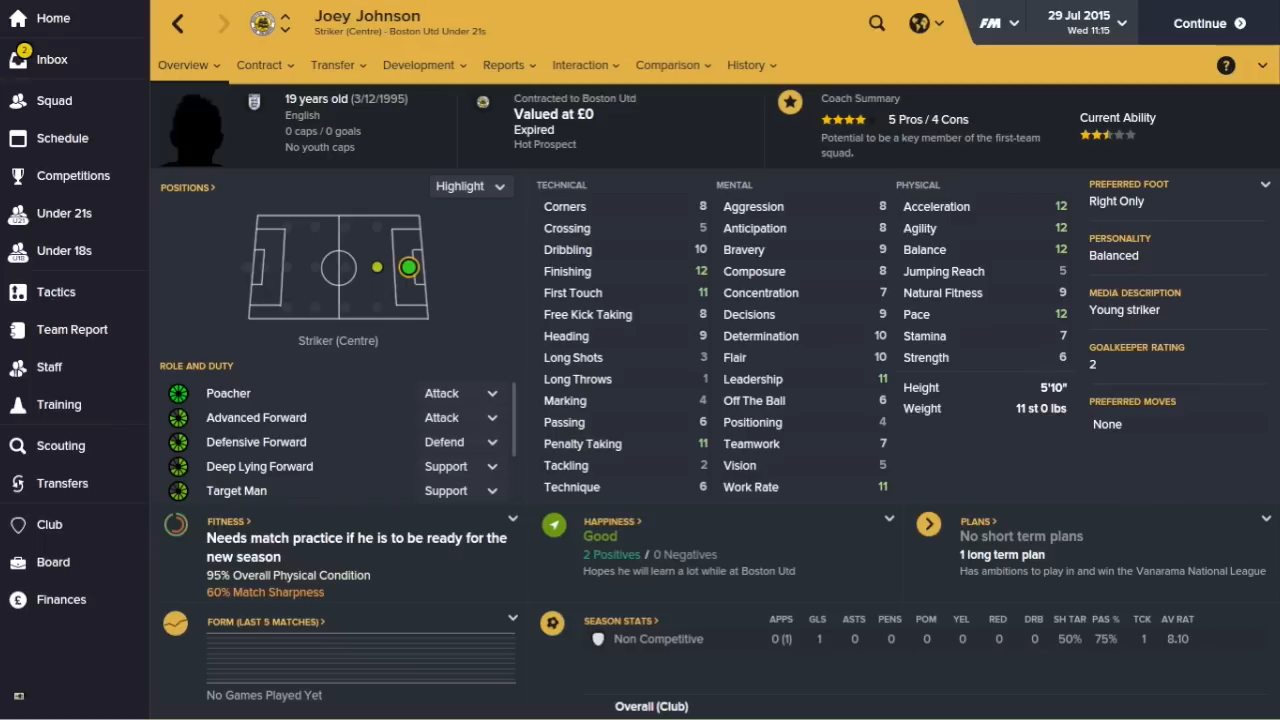 Home
Inbox
2
Squad
Schedule
Competitions
Under 21s
U21
Under 18s
U18
Tactics
Team Report
Staff
Training
Scouting
Transfers
Club
Board
Finances
Joey Johnson
Striker (Centre) - Boston Utd Under 21s
FM
29 Jul 2015
Wed 11:15
Continue
Overview Contract Transfer Development Reports Interaction Comparison History
?
19 years old (3/12/1995)
English
0 caps / 0 goals
No youth caps
Contracted to Boston Utd
Valued at £0
Expired
Hot Prospect
Coach Summary
5 Pros / 4 Cons
Potential to be a key member of the first-team
squad.
Current Ability
POSITIONS >
Highlight
Striker (Centre)
ROLE AND DUTY
Poacher Attack
Advanced Forward Attack
Defensive Forward Defend
Deep Lying Forward Support
Target Man Support
TECHNICAL
Corners 8
Crossing 5
Dribbling 10
Finishing 12
First Touch 11
Free Kick Taking 8
Heading 9
Long Shots 3
Long Throws 1
Marking 4
Passing 6
Penalty Taking 11
Tackling 2
Technique 6
MENTAL
Aggression 8
Anticipation 8
Bravery 9
Composure 8
Concentration 7
Decisions 9
Determination 10
Flair 10
Leadership 11
Off The Ball 6
Positioning 4
Teamwork 7
Vision 5
Work Rate 11
PHYSICAL
Acceleration 12
Agility 12
Balance 12
Jumping Reach 5
Natural Fitness 9
Pace 12
Stamina 7
Strength 6
Height 5'10"
Weight 11 st 0 lbs
PREFERRED FOOT
Right Only
PERSONALITY
Balanced
MEDIA DESCRIPTION
Young striker
GOALKEEPER RATING
2
PREFERRED MOVES
None
FITNESS >
Needs match practice if he is to be ready for the
new season
95% Overall Physical Condition
60% Match Sharpness
HAPPINESS >
Good
2 Positives / 0 Negatives
Hopes he will learn a lot while at Boston Utd
PLANS >
No short term plans
1 long term plan
Has ambitions to play in and win the Vanarama National League
FORM (LAST 5 MATCHES) >
No Games Played Yet
SEASON STATS > APPS GLS ASTS PENS POM YEL RED DRB SH TAR PAS % TCK AV RAT
Non Competitive 0 (1) 1 0 0 0 0 0 0 50% 75% 1 8.10
Overall (Club)